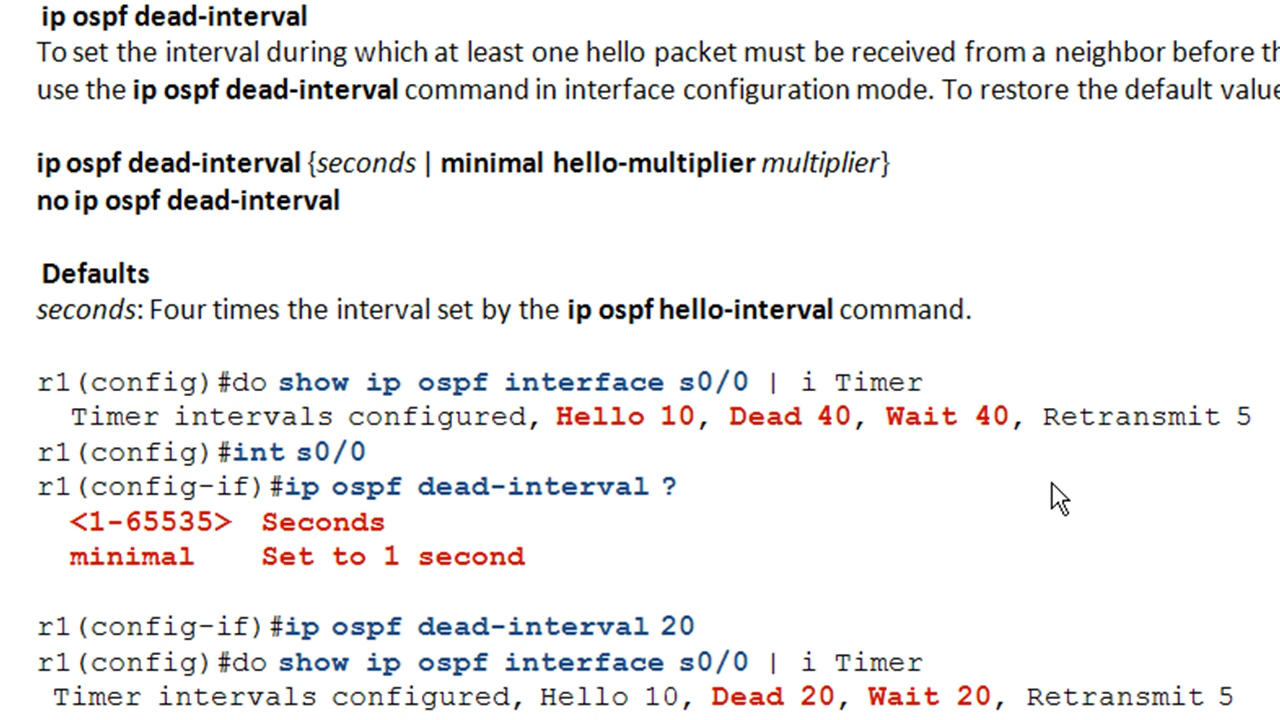 ip ospf dead-interval
To set the interval during which at least one hello packet must be received from a neighbor before
use the ip ospf dead-interval command in interface configuration mode. To restore the default value
ip ospf dead-interval {seconds | minimal hello-multiplier multiplier}
no ip ospf dead-interval
Defaults
seconds: Four times the interval set by the ip ospf hello-interval command.
r1(config)#do show ip ospf interface s0/0 | i Timer
Timer intervals configured, Hello 10, Dead 40, Wait 40, Retransmit 5
r1(config)#int s0/0
r1(config-if)#ip ospf dead-interval ?
<1-65535> Seconds
minimal Set to 1 second
r1(config-if)#ip ospf dead-interval 20
r1(config)#do show ip ospf interface s0/0 | i Timer
Timer intervals configured, Hello 10, Dead 20, Wait 20, Retransmit 5